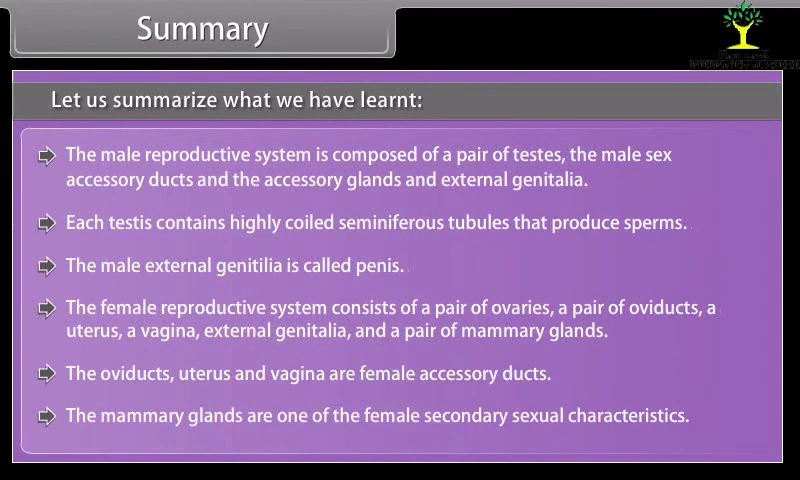 Summary
Let us summarize what we have learnt:
The male reproductive system is composed of a pair of testes, the male sex
accessory ducts and the accessory glands and external genitalia.
Each testis contains highly coiled seminiferous tubules that produce sperms.
The male external genitilia is called penis.
The female reproductive system consists of a pair of ovaries, a pair of oviducts, a
uterus, a vagina, external genitalia, and a pair of mammary glands.
The oviducts, uterus and vagina are female accessory ducts.
The mammary glands are one of the female secondary sexual characteristics.